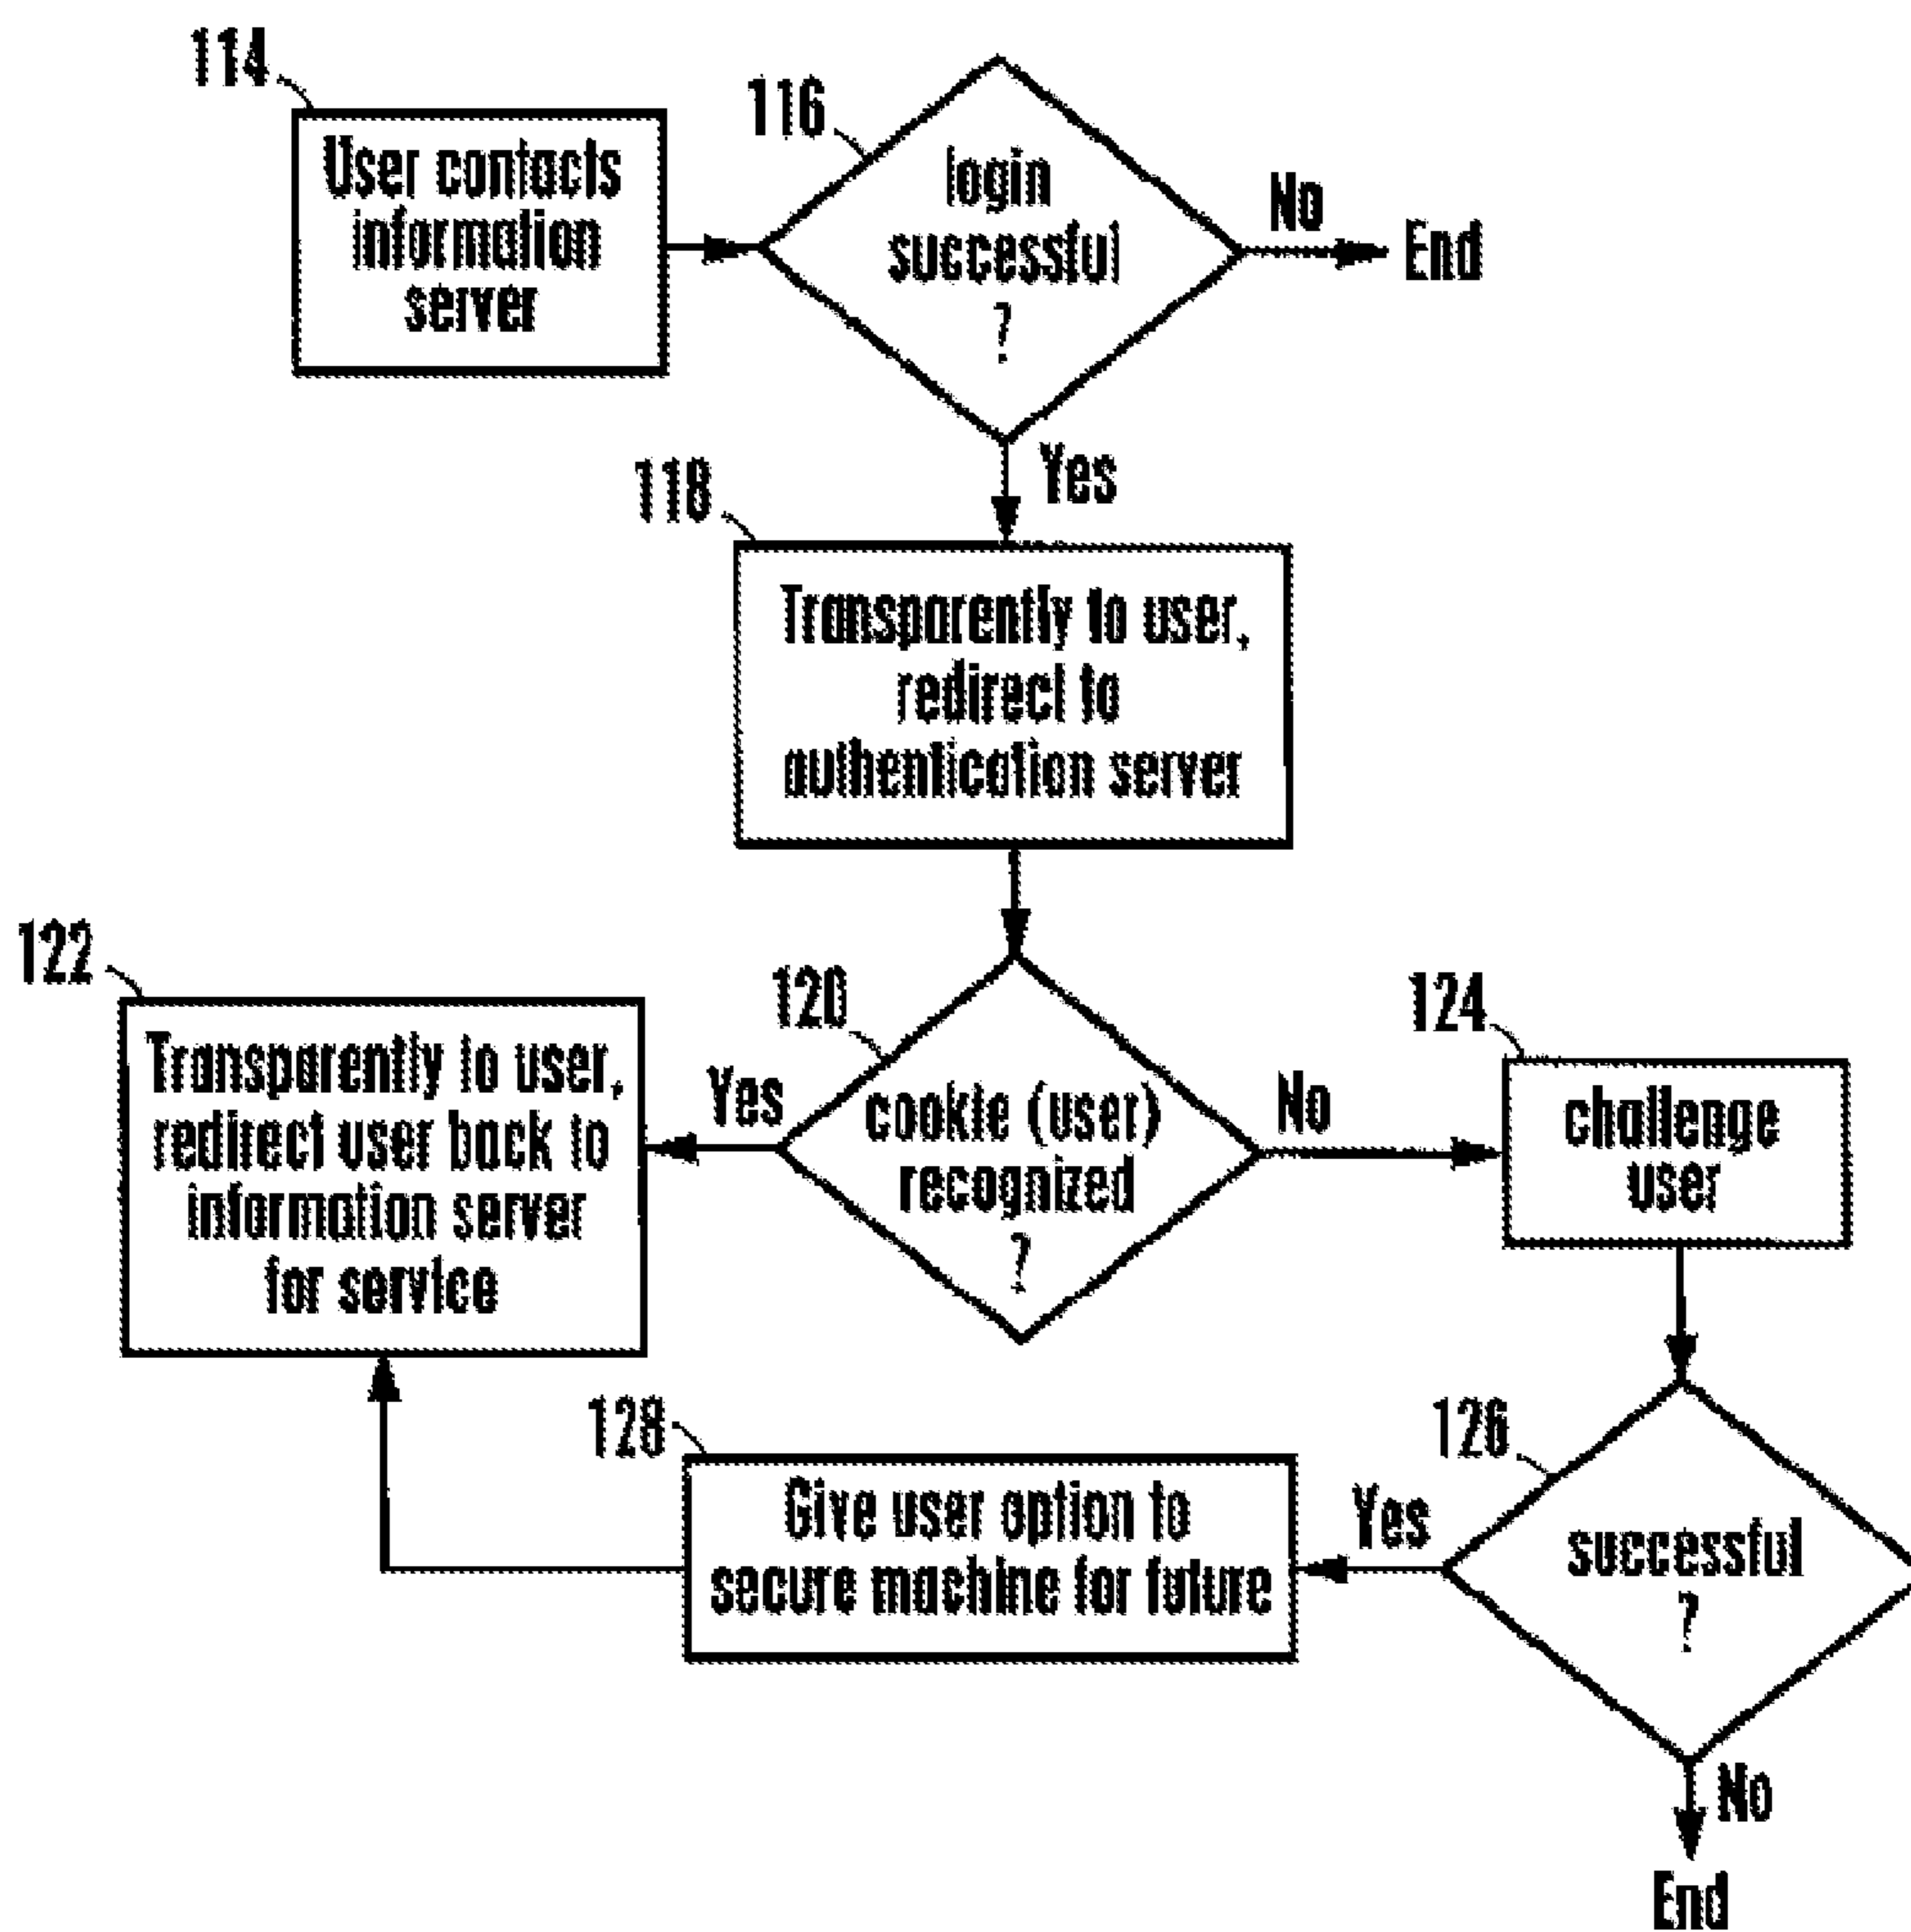 114
User contacts
information
server
116
login
successful
?
No
End
Yes
118
Transparently to user,
redirect to
authentication server
122
Transparently to user,
redirect user back to
information server
for service
120
Yes
cookie (user)
recognized
?
No
124
challenge
user
128
Give user option to
secure machine for future
Yes
126
successful
?
No
End